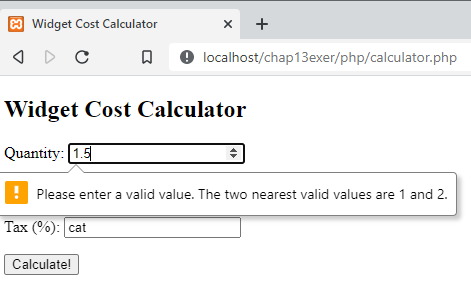 Widget Cost Calculator
localhost/chap13exer/php/calculator.php
Widget Cost Calculator
Quantity: 1.5
Please enter a valid value. The two nearest valid values are 1 and 2.
Tax (%): cat
Calculate!